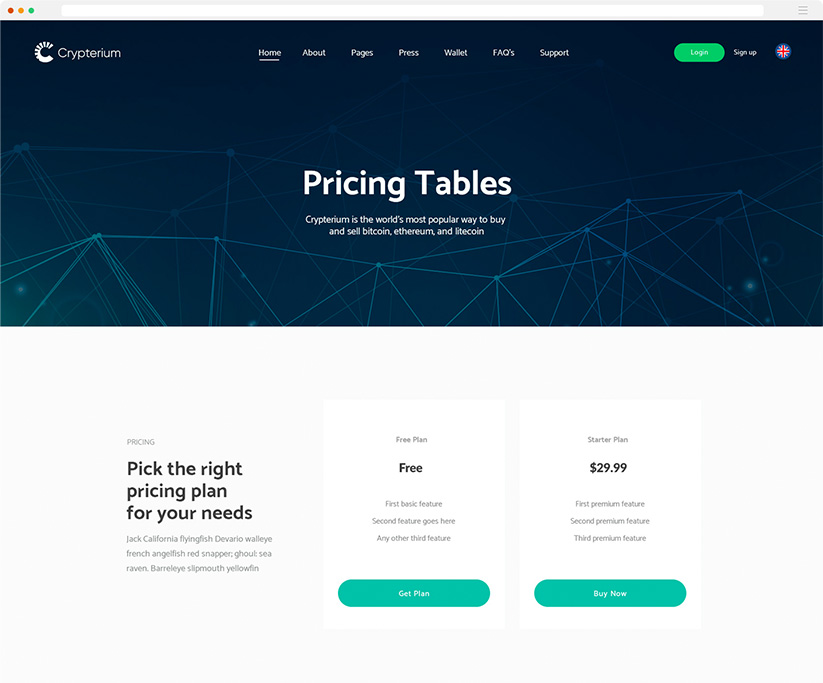 Crypterium
Home About Pages Press Wallet FAQ's Support
Login Sign up
Pricing Tables
Crypterium is the world's most popular way to buy
and sell bitcoin, ethereum, and litecoin
PRICING
Pick the right
pricing plan
for your needs
Jack California flyingfish Devario walleye
french angelfish red snapper; ghoul: sea
raven. Barreleye slipmouth yellowfin
Free Plan
Free
First basic feature
Second feature goes here
Any other third feature
Get Plan
Starter Plan
$29.99
First premium feature
Second premium feature
Third premium feature
Buy Now